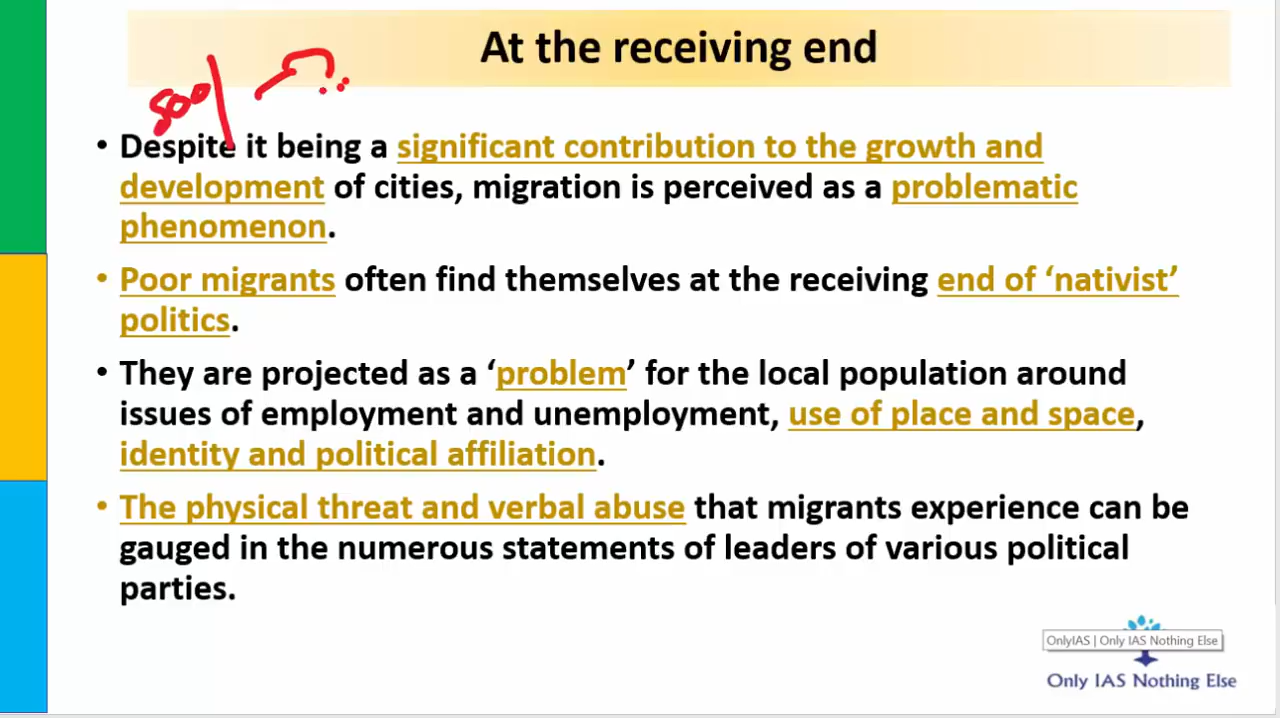 At the receiving end
• Despite it being a significant contribution to the growth and
development of cities, migration is perceived as a problematic
phenomenon.
• Poor migrants often find themselves at the receiving end of ‘nativist’
politics.
• They are projected as a ‘problem’ for the local population around
issues of employment and unemployment, use of place and space,
identity and political affiliation.
• The physical threat and verbal abuse that migrants experience can be
gauged in the numerous statements of leaders of various political
parties.
OnlyIAS | Only IAS Nothing Else
Only IAS Nothing Else